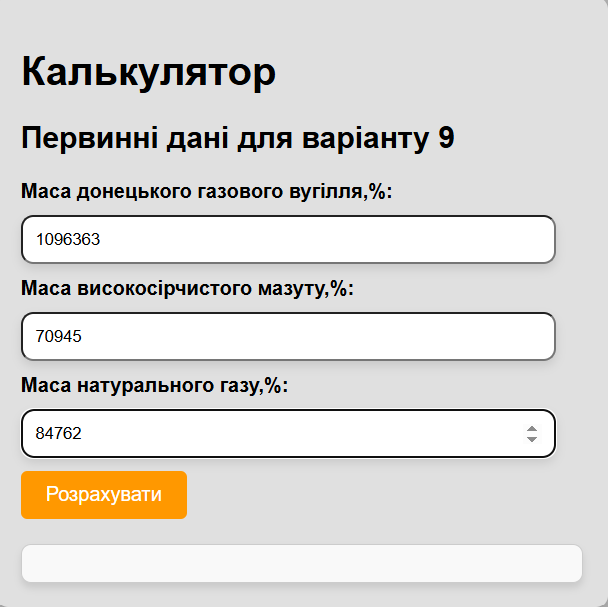 Калькулятор
Первинні дані для варіанту 9
Маса донецького газового вугілля,%:
1096363
Маса високосірчистого мазуту,%:
70945
Маса натурального газу,%:
84762
Розрахувати